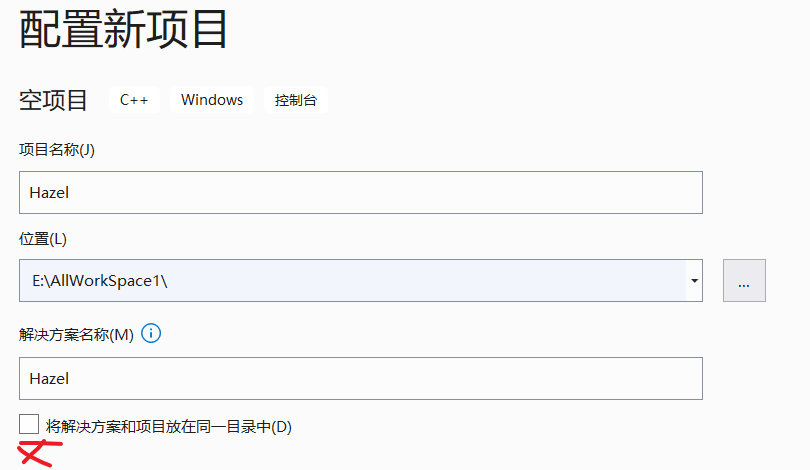 配置新项目
空项目 C++ Windows 控制台
项目名称(J)
Hazel
位置(L)
E:\AllWorkSpace1\
...
解决方案名称(M)
Hazel
将解决方案和项目放在同一目录中(D)